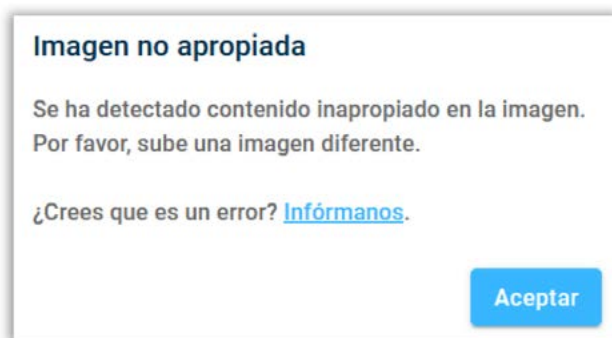 Imagen no apropiada
Se ha detectado contenido inapropiado en la imagen.
Por favor, sube una imagen diferente.
¿Crees que es un error? Infórmanos.
Aceptar